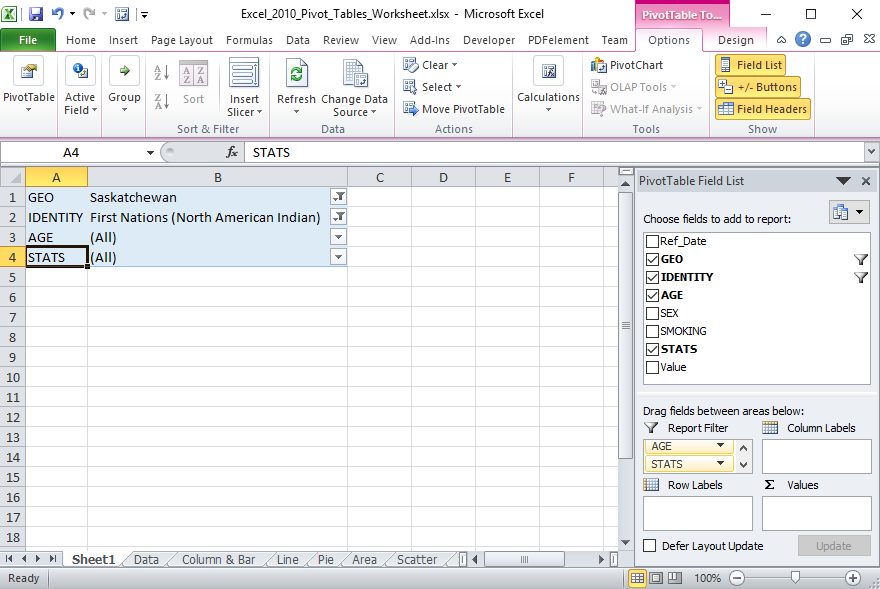 Excel_2010_Pivot_Tables_Worksheet.xlsx - Microsoft Excel
PivotTable To...
File Home Insert Page Layout Formulas Data Review View Add-Ins Developer PDFelement Team Options Design
PivotTable
Active Field
Group
Sort
Insert Slicer
Sort & Filter
Refresh
Change Data Source
Data
Clear
Select
Move PivotTable
Actions
Calculations
PivotChart
OLAP Tools
What-If Analysis
Tools
Field List
+/- Buttons
Field Headers
Show
A4 fx STATS
A B C D E F
1 GEO Saskatchewan
2 IDENTITY First Nations (North American Indian)
3 AGE (All)
4 STATS (All)
5
6
7
8
9
10
11
12
13
14
15
16
17
18
PivotTable Field List
Choose fields to add to report:
Ref_Date
GEO
IDENTITY
AGE
SEX
SMOKING
STATS
Value
Drag fields between areas below:
Report Filter
Column Labels
AGE
STATS
Row Labels
Σ Values
Defer Layout Update
Update
Sheet1 Data Column & Bar Line Pie Area Scatter
Ready
100%